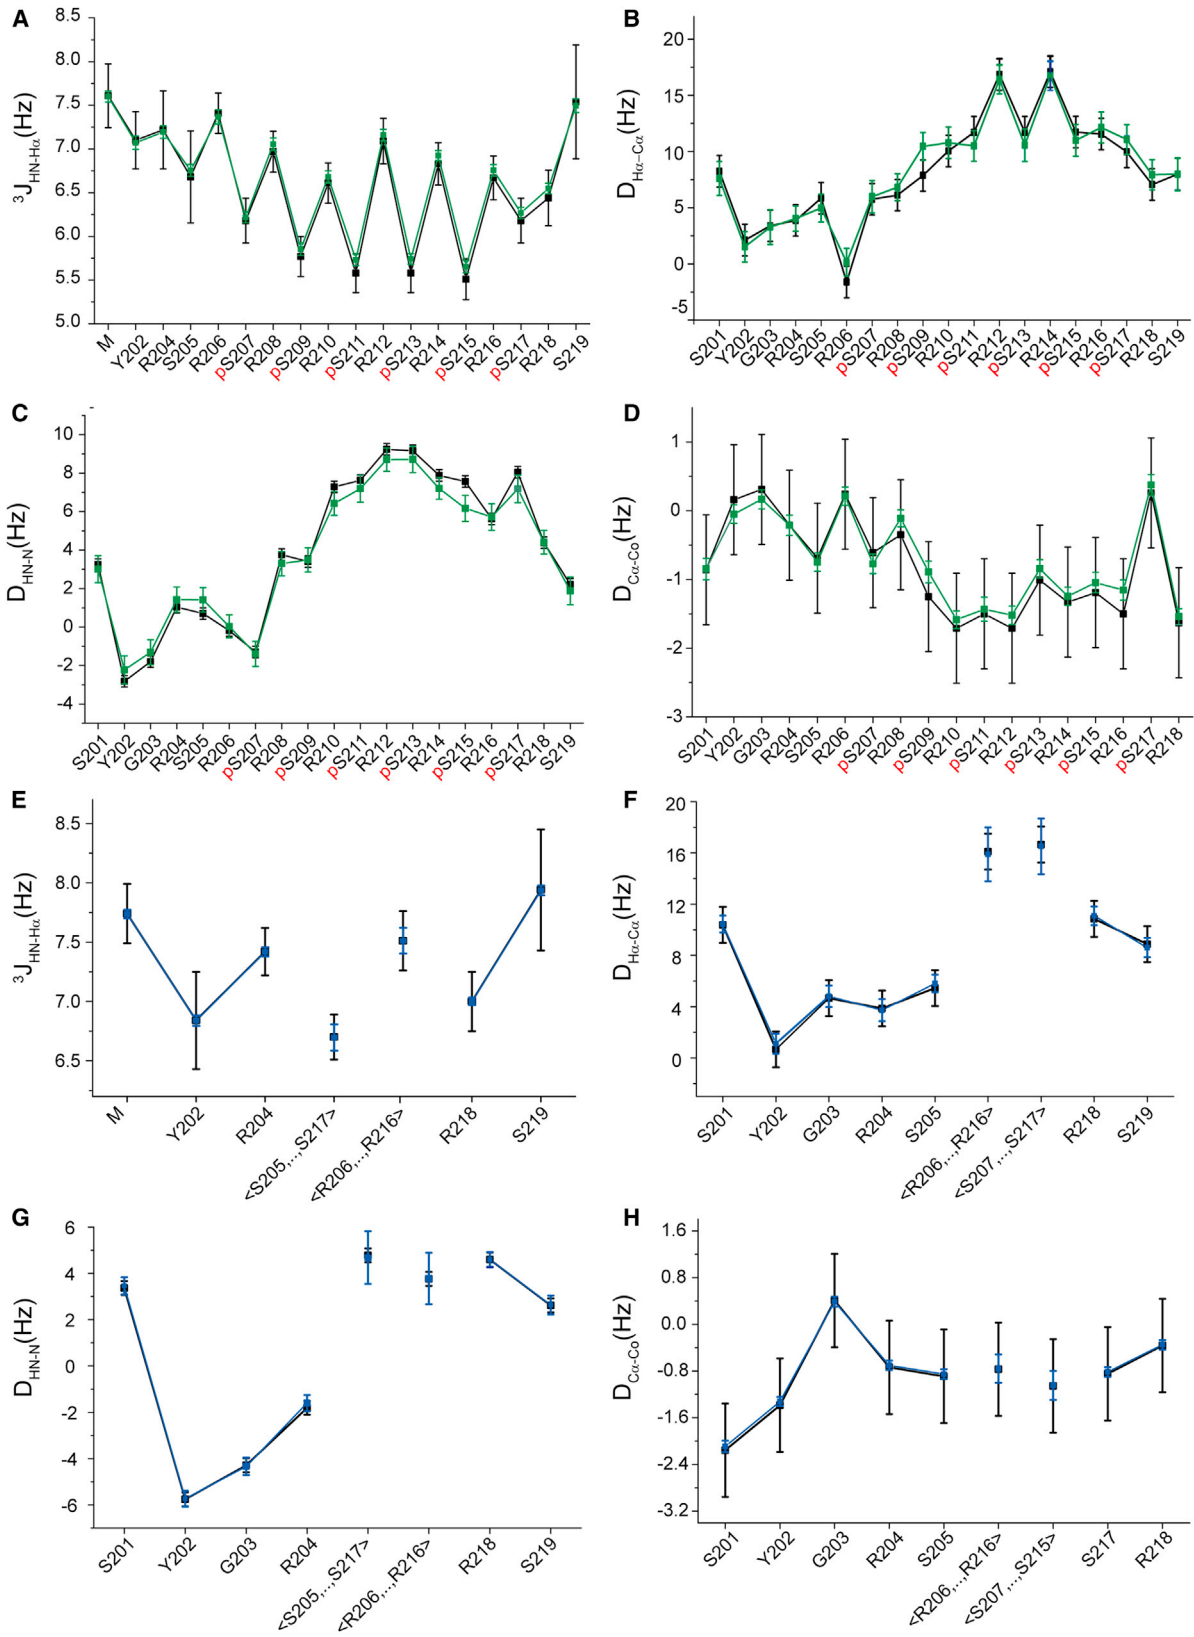 A
8.5
8.0
7.5
7.0
6.5
6.0
5.5
5.0
3JHN-Hα(Hz)
M Y202 R204 S205 R206 pS207 R208 pS209 R210 pS211 R212 pS213 R214 pS215 R216 pS217 R218 S219
B
20
15
10
5
0
-5
DHα-Cα(Hz)
S201 Y202 G203 R204 S205 R206 pS207 R208 pS209 R210 pS211 R212 pS213 R214 pS215 R216 pS217 R218 S219
C
10
8
6
4
2
0
-2
-4
DHN-N(Hz)
S201 Y202 G203 R204 S205 R206 pS207 R208 pS209 R210 pS211 R212 pS213 R214 pS215 R216 pS217 R218 S219
D
1
0
-1
-2
-3
DCα-Co(Hz)
S201 Y202 G203 R204 S205 R206 pS207 R208 pS209 R210 pS211 R212 pS213 R214 pS215 R216 pS217 R218
E
8.5
8.0
7.5
7.0
6.5
3JHN-Hα(Hz)
M Y202 R204 <S205,..,S217> <R206,..,R216> R218 S219
F
20
16
12
8
4
0
DHα-Cα(Hz)
S201 Y202 G203 R204 S205 <R206,..,R216> <S207,..,S217> R218 S219
G
6
4
2
0
-2
-4
-6
DHN-N(Hz)
S201 Y202 G203 R204 <S205,..,S217> <R206,..,R216> R218 S219
H
1.6
0.8
0.0
-0.8
-1.6
-2.4
-3.2
DCα-Co(Hz)
S201 Y202 G203 R204 S205 <R206,..,R216> <S207,..,S215> S217 R218